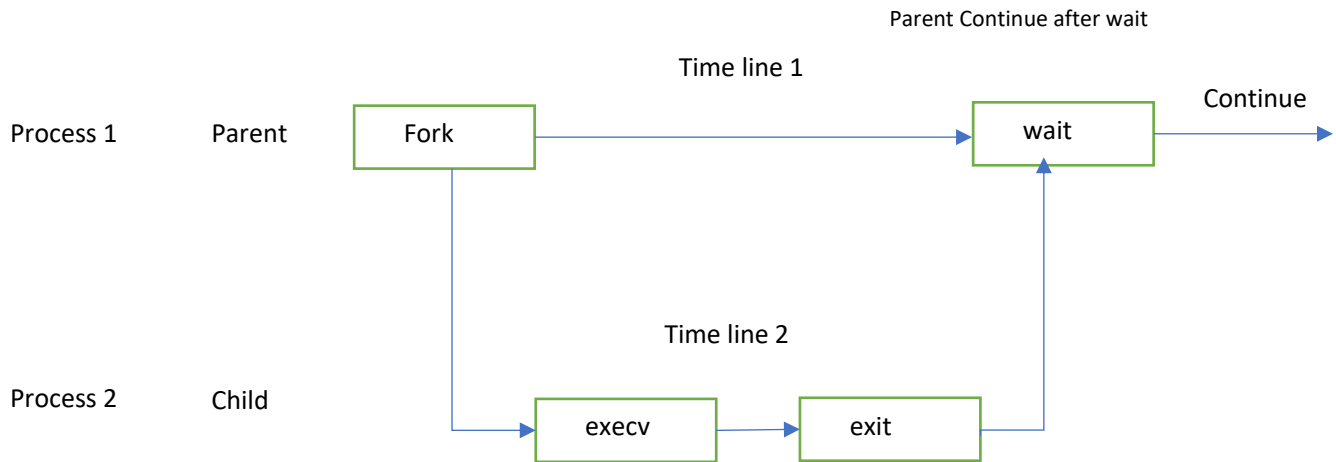 Parent Continue after wait
Time line 1
Continue
Process 1 Parent Fork wait
Time line 2
Process 2 Child
execv exit